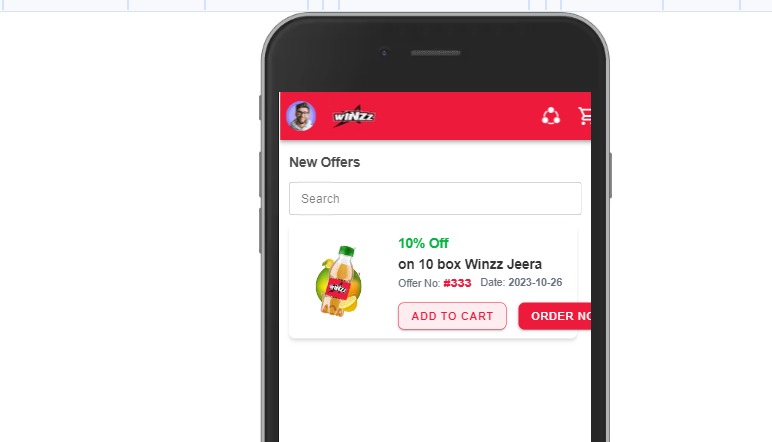 WINZZ
New Offers
Search
10% Off
on 10 box Winzz Jeera
Offer No: #333 Date: 2023-10-26
WINZZ
ADD TO CART ORDER NO